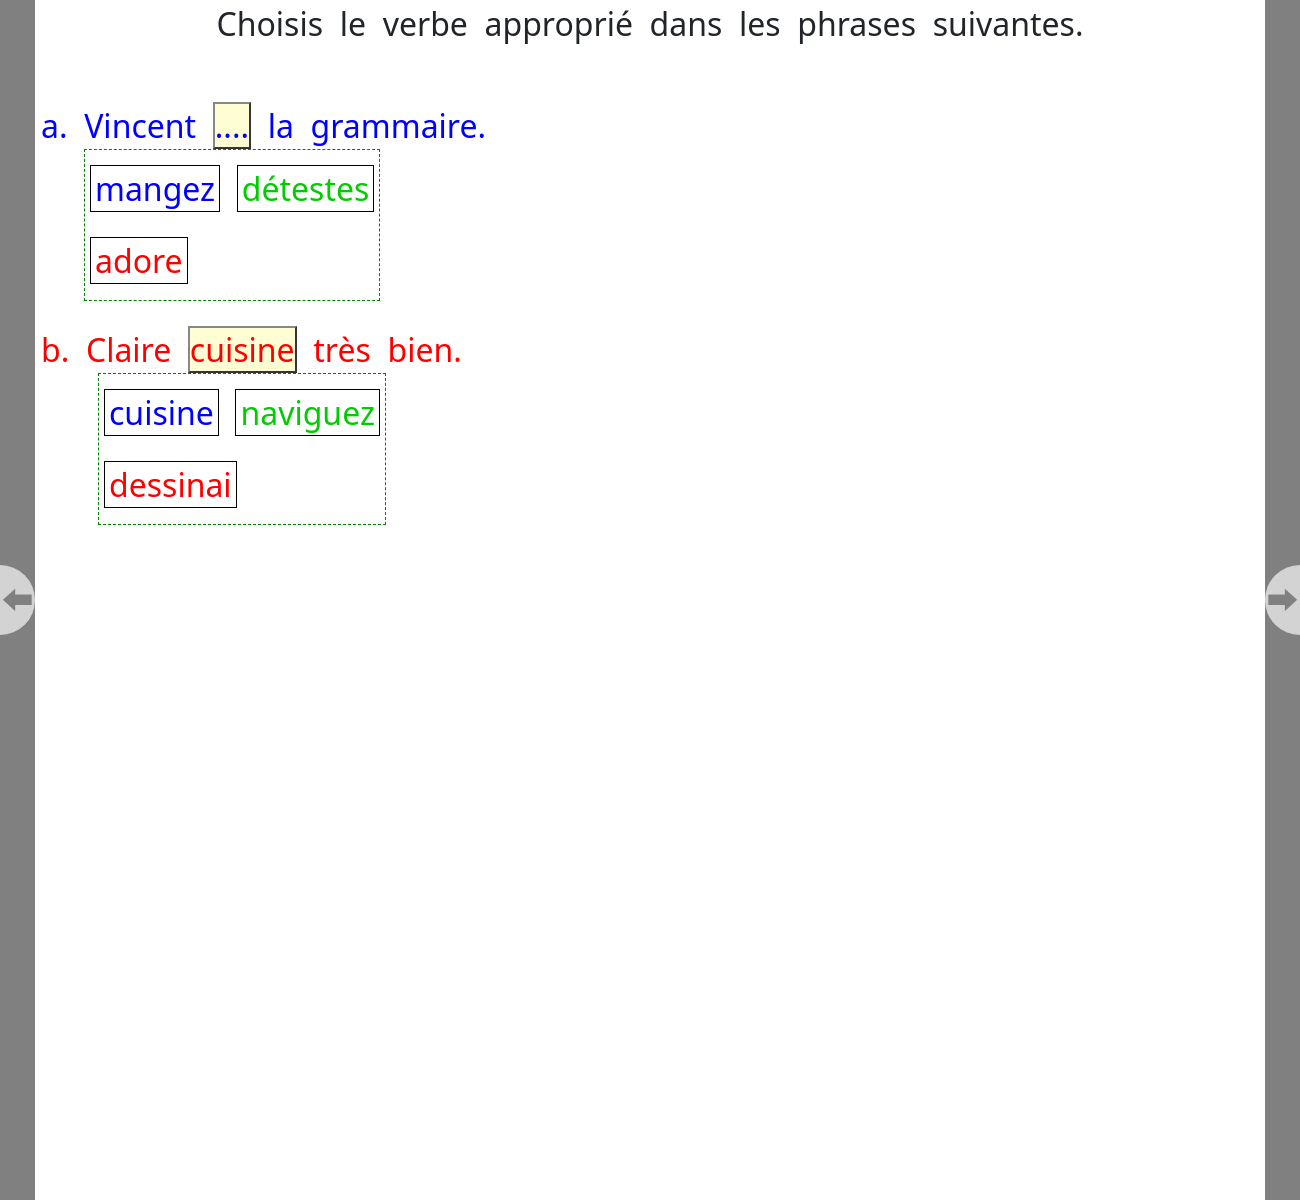 Choisis le verbe approprié dans les phrases suivantes.
a. Vincent .... la grammaire.
mangez détestes
adore
b. Claire cuisine très bien.
cuisine naviguez
dessinai